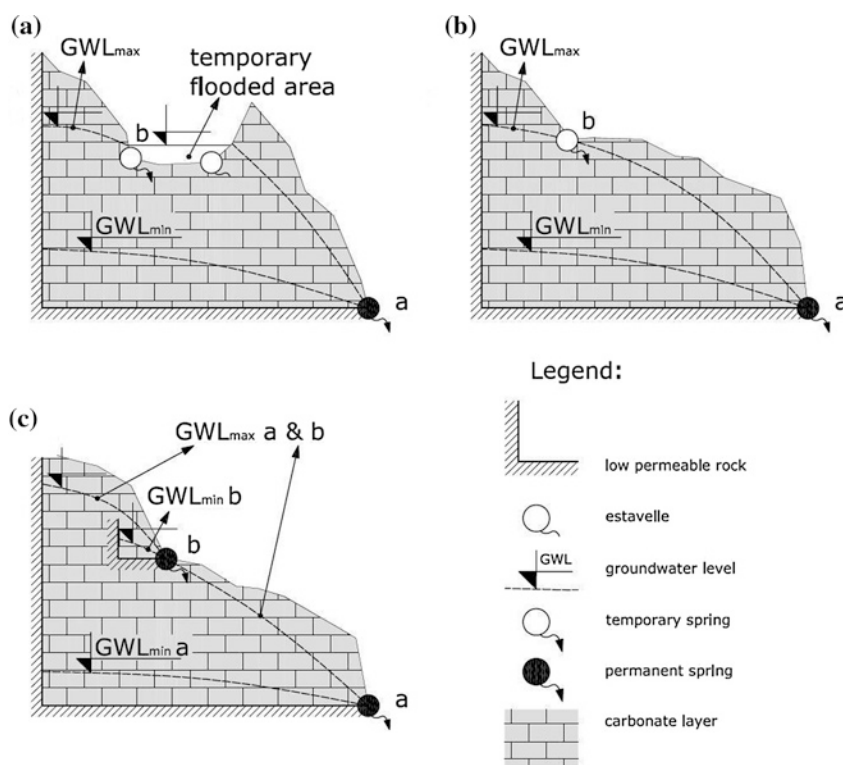 (a)
GWLmax
temporary
flooded area
b
GWLmin
a
(b)
GWLmax
b
GWLmin
a
(c)
GWLmax a & b
GWLmin b
b
GWLmin a
a
Legend:
low permeable rock
estavelle
GWL
groundwater level
temporary spring
permanent spring
carbonate layer